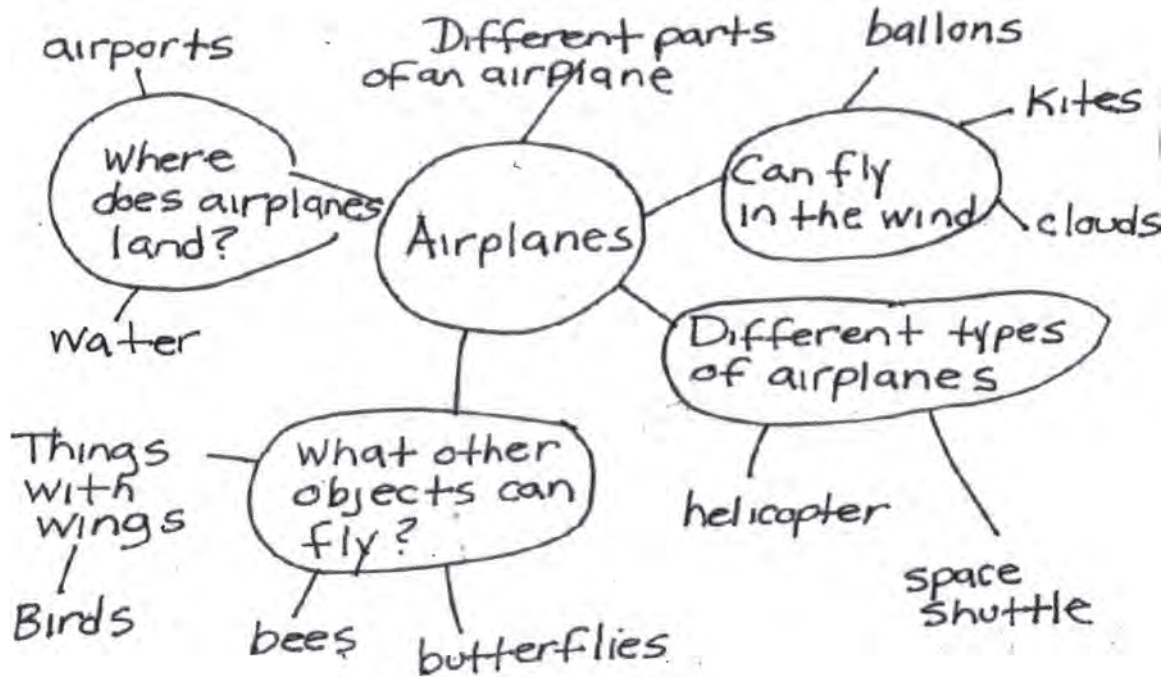 airports
Different parts
of an airplane
ballons
Kites
Where
does airplanes
land?
Airplanes
Can fly
in the wind
clouds
water
Different types
of airplanes
Things
with
wings
What other
objects can
fly?
helicopter
space
shuttle
Birds
bees
butterflies